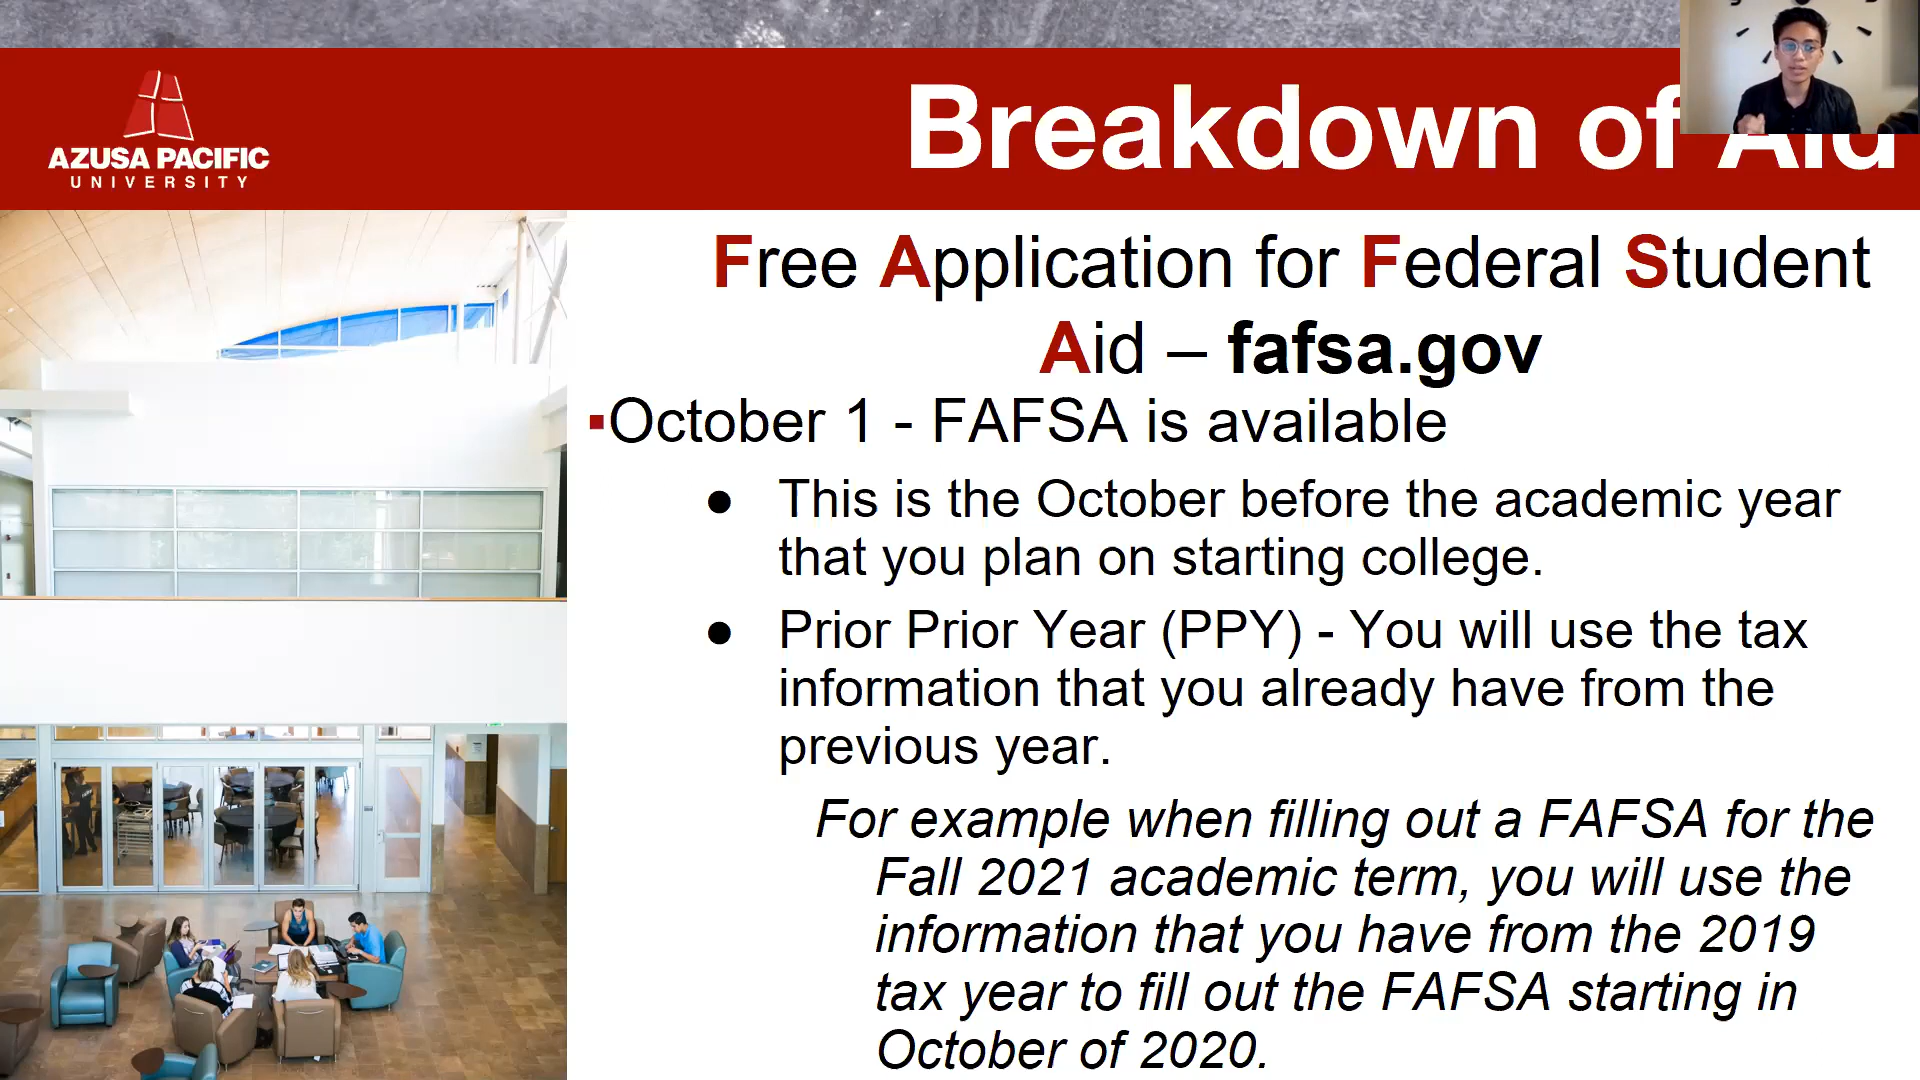 Breakdown of Aid
AZUSA PACIFIC
UNIVERSITY
Free Application for Federal Student
Aid – fafsa.gov
▪October 1 - FAFSA is available
● This is the October before the academic year
that you plan on starting college.
● Prior Prior Year (PPY) - You will use the tax
information that you already have from the
previous year.
For example when filling out a FAFSA for the
Fall 2021 academic term, you will use the
information that you have from the 2019
tax year to fill out the FAFSA starting in
October of 2020.